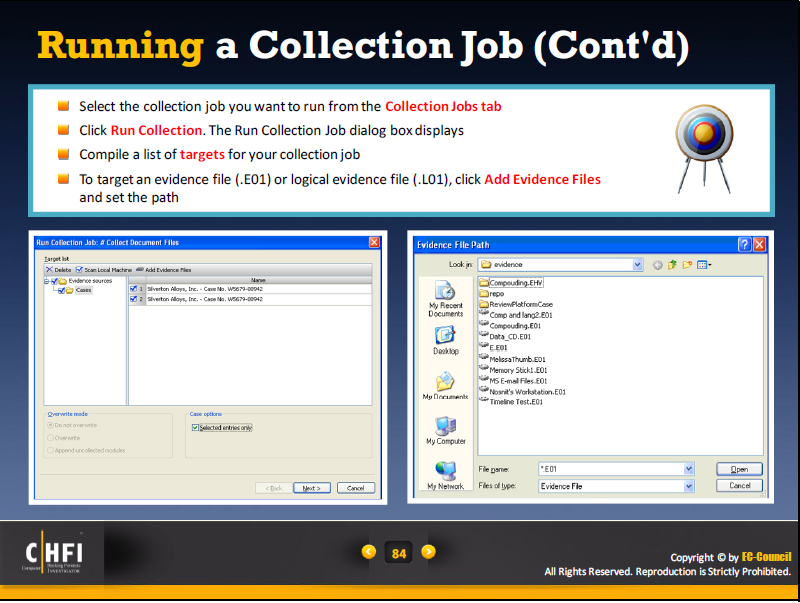 Running a Collection Job (Cont'd)
Select the collection job you want to run from the Collection Jobs tab
Click Run Collection. The Run Collection Job dialog box displays
Compile a list of targets for your collection job
To target an evidence file (.E01) or logical evidence file (.L01), click Add Evidence Files
and set the path
Run Collection Job: # Collect Document Files
Target list
Delete Scan Local Machine Add Evidence Files
Evidence sources
Cases
Name
1 Silverton Alloys, Inc. - Case No. W5679-00942
2 Silverton Alloys, Inc. - Case No. W5679-00942
Overwrite mode
Do not overwrite
Overwrite
Append uncollected modules
Case options
Selected entries only
< Back Next > Cancel
Evidence File Path
Look in: evidence
My Recent
Documents
Desktop
My Documents
My Computer
My Network
Compouding.EHV
repo
ReviewPlatformCase
Comp and lang2.E01
Compouding.E01
Data_CD.E01
E.E01
MelissaThumb.E01
Memory Stick1.E01
MS E-mail Files.E01
Nosnit's Workstation.E01
Timeline Test.E01
File name: *.E01 Open
Files of type: Evidence File Cancel
CHFI
Computer Hacking Forensic
INVESTIGATOR
84
Copyright © by EC-Council
All Rights Reserved. Reproduction is Strictly Prohibited.